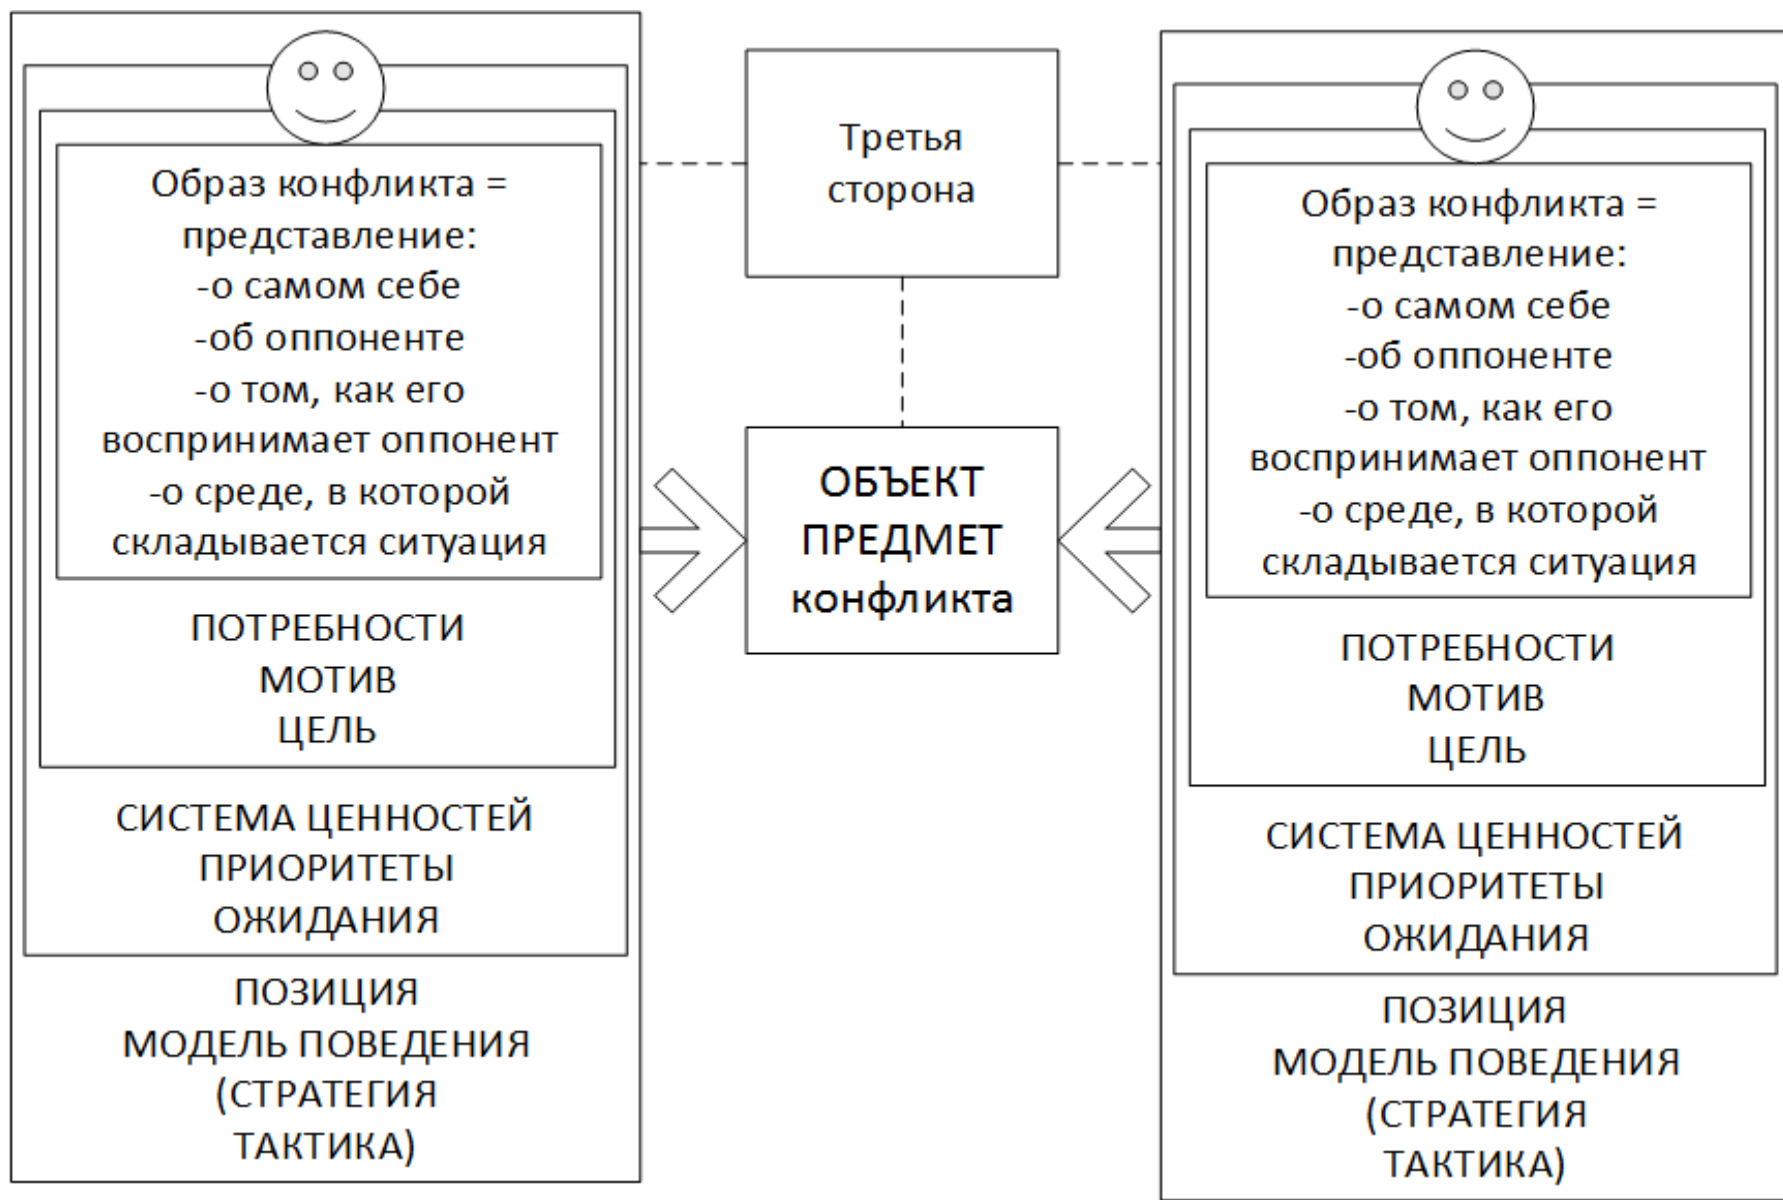 Образ конфликта =
представление:
-о самом себе
-об оппоненте
-о том, как его
воспринимает оппонент
-о среде, в которой
складывается ситуация
ПОТРЕБНОСТИ
МОТИВ
ЦЕЛЬ
СИСТЕМА ЦЕННОСТЕЙ
ПРИОРИТЕТЫ
ОЖИДАНИЯ
ПОЗИЦИЯ
МОДЕЛЬ ПОВЕДЕНИЯ
(СТРАТЕГИЯ
ТАКТИКА)
Третья
сторона
ОБЪЕКТ
ПРЕДМЕТ
конфликта
Образ конфликта =
представление:
-о самом себе
-об оппоненте
-о том, как его
воспринимает оппонент
-о среде, в которой
складывается ситуация
ПОТРЕБНОСТИ
МОТИВ
ЦЕЛЬ
СИСТЕМА ЦЕННОСТЕЙ
ПРИОРИТЕТЫ
ОЖИДАНИЯ
ПОЗИЦИЯ
МОДЕЛЬ ПОВЕДЕНИЯ
(СТРАТЕГИЯ
ТАКТИКА)